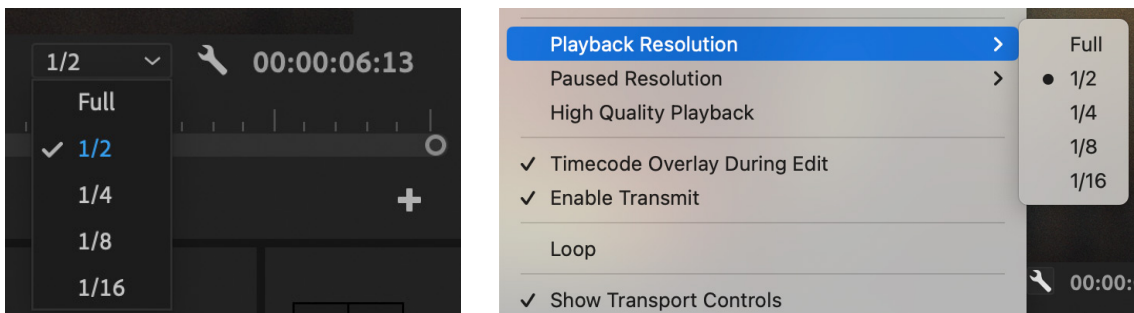 1/2
00:00:06:13
Full
1/2
1/4
1/8
1/16
Playback Resolution
Paused Resolution
High Quality Playback
Timecode Overlay During Edit
Enable Transmit
Loop
Show Transport Controls
Full
1/2
1/4
1/8
1/16
00:00: